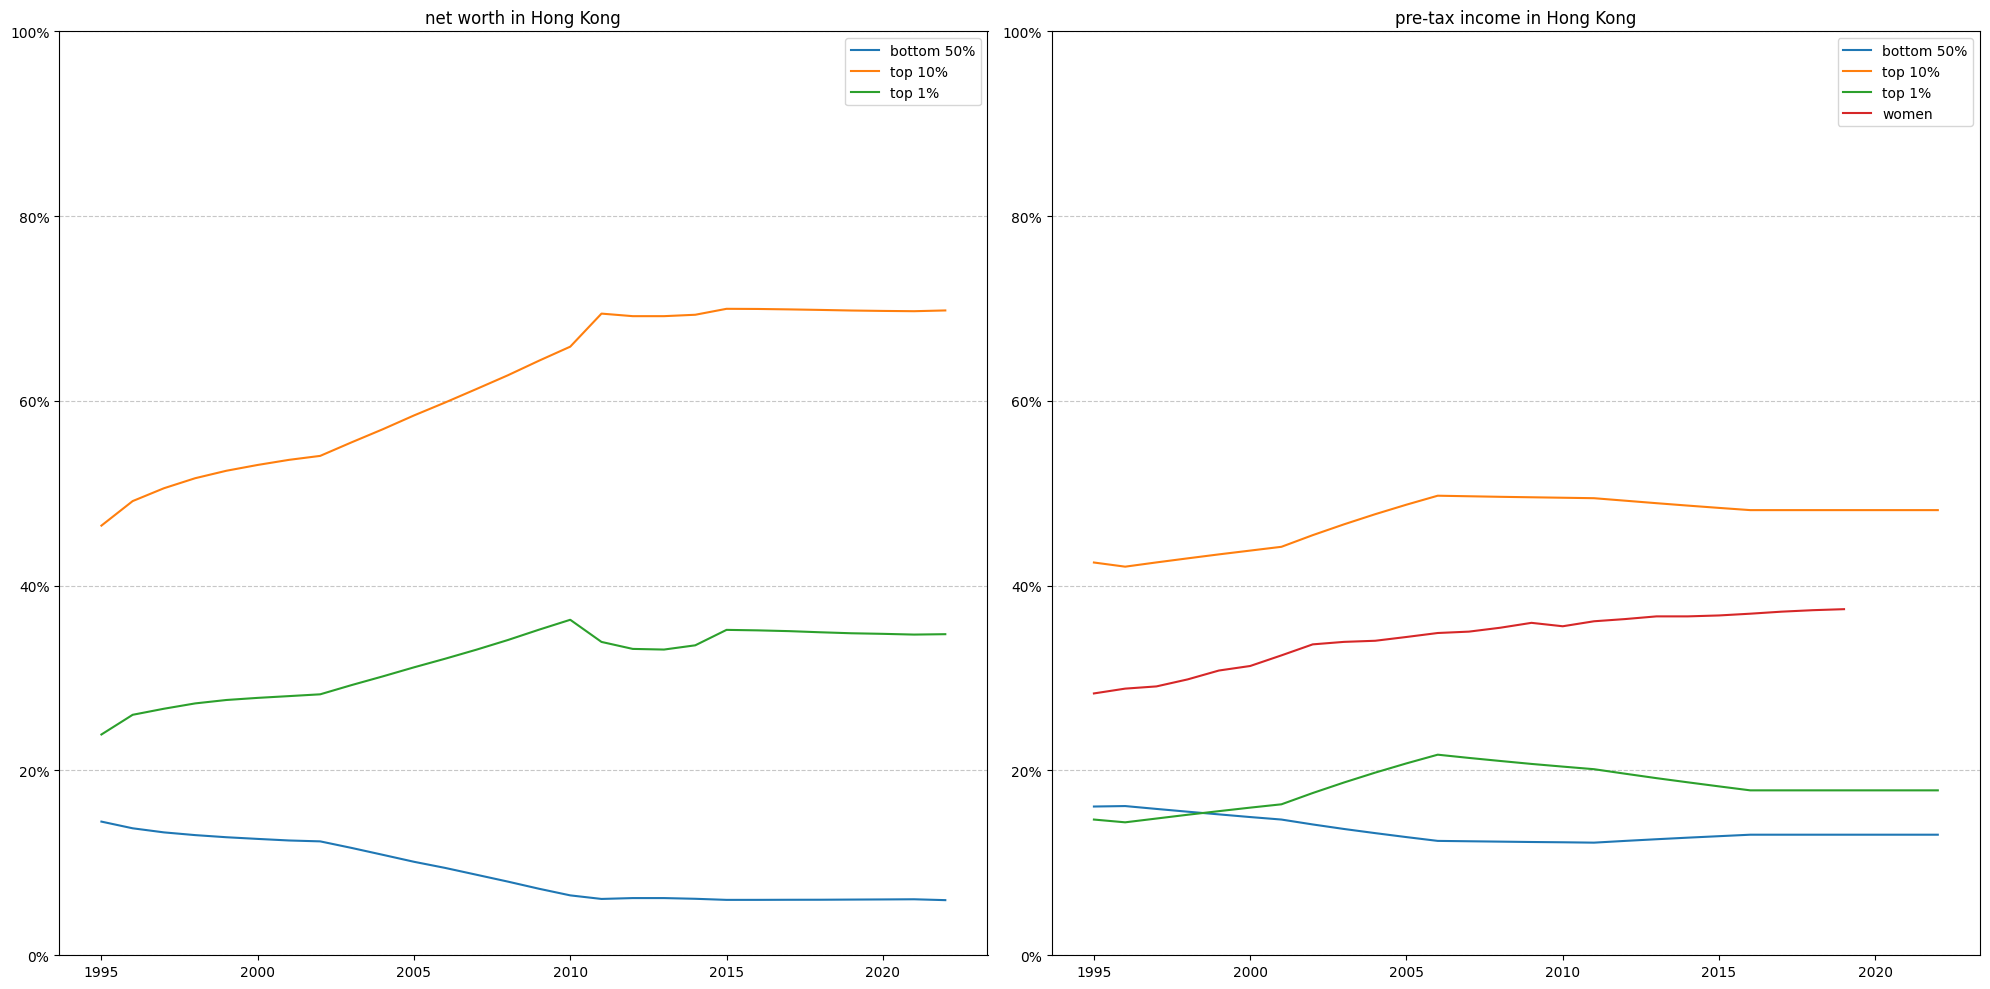 net worth in Hong Kong
100%
80%
60%
40%
20%
0%
1995 2000 2005 2010 2015 2020
bottom 50%
top 10%
top 1%
pre-tax income in Hong Kong
100%
80%
60%
40%
20%
0%
1995 2000 2005 2010 2015 2020
bottom 50%
top 10%
top 1%
women